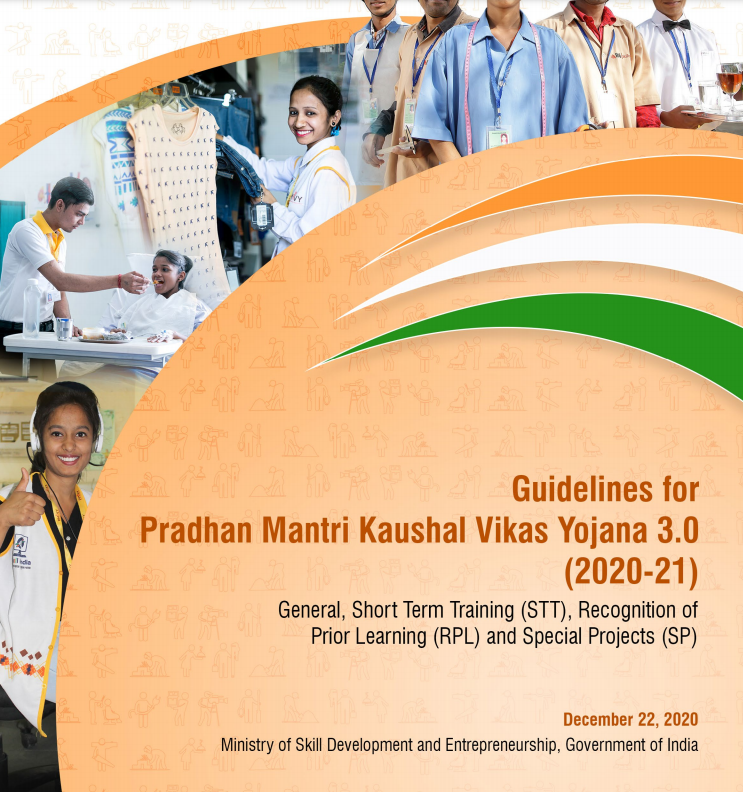 Guidelines for
Pradhan Mantri Kaushal Vikas Yojana 3.0
(2020-21)
General, Short Term Training (STT), Recognition of
Prior Learning (RPL) and Special Projects (SP)
December 22, 2020
Ministry of Skill Development and Entrepreneurship, Government of India